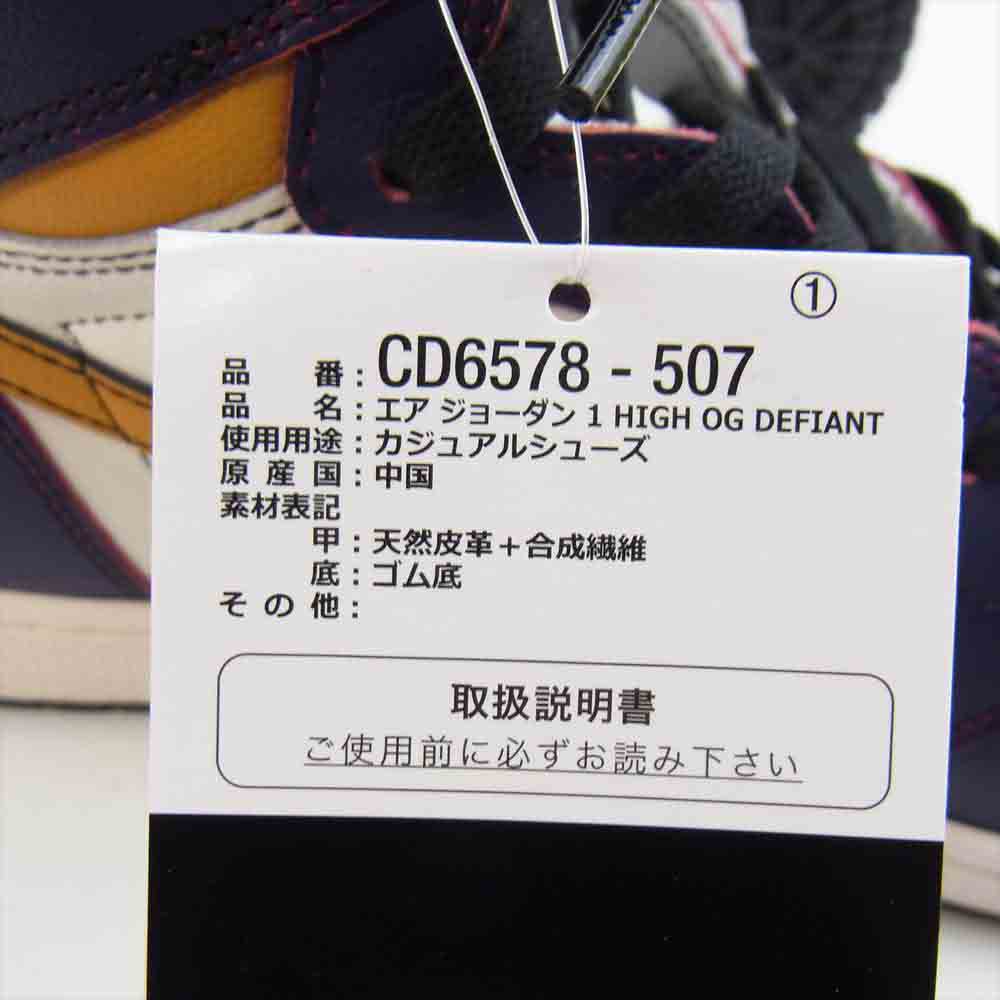 ①
品番：CD6578 - 507
品名：エア ジョーダン 1 HIGH OG DEFIANT
使用用途：カジュアルシューズ
原産国：中国
素材表記
甲：天然皮革＋合成繊維
底：ゴム底
その他：
取扱説明書
ご使用前に必ずお読み下さい